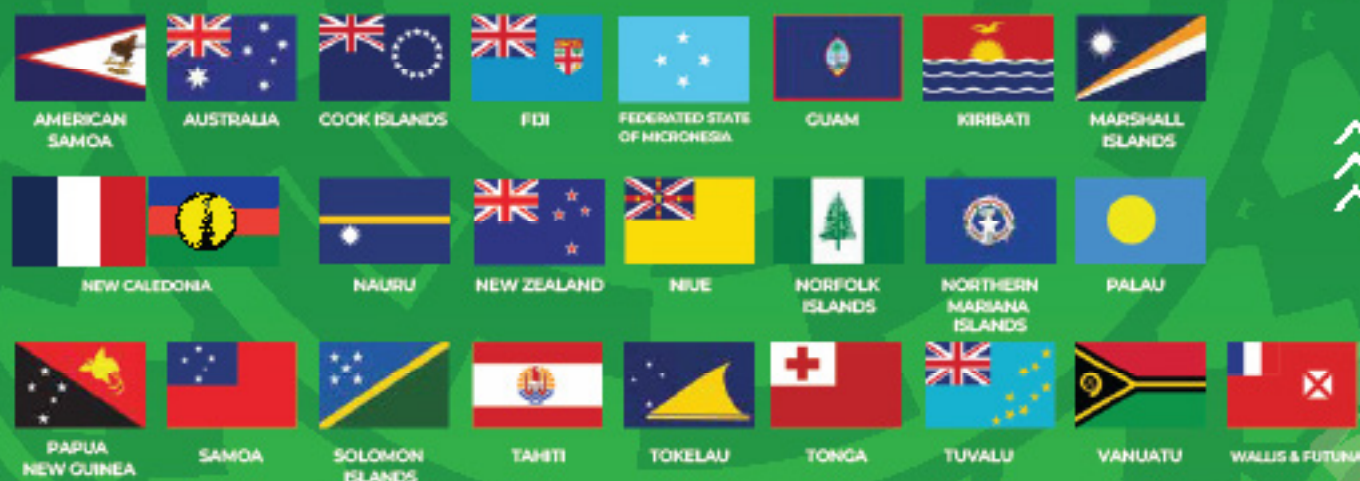 AMERICAN
SAMOA
AUSTRALIA
COOK ISLANDS
FIJI
FEDERATED STATE
OF MICRONESIA
GUAM
KIRIBATI
MARSHALL
ISLANDS
NEW CALEDONIA
NAURU
NEW ZEALAND
NIUE
NORFOLK
ISLANDS
NORTHERN
MARIANA
ISLANDS
PALAU
PAPUA
NEW GUINEA
SAMOA
SOLOMON
ISLANDS
TAHITI
TOKELAU
TONGA
TUVALU
VANUATU
WALLIS & FUTUNA